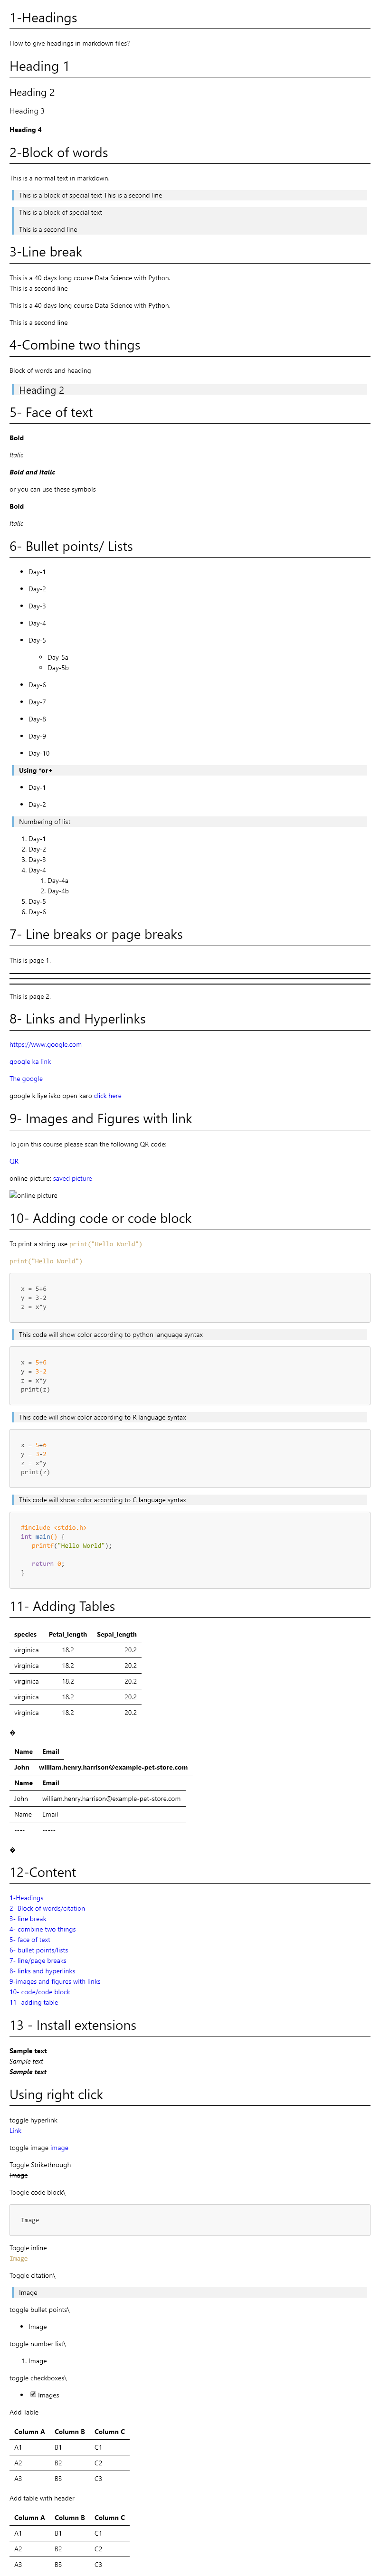 1-Headings
How to give headings in markdown files?
Heading 1
Heading 2
Heading 3
Heading 4
2-Block of words
This is a normal text in markdown.
This is a block of special text This is a second line
This is a block of special text
This is a second line
3-Line break
This is a 40 days long course Data Science with Python.
This is a second line
This is a 40 days long course Data Science with Python.
This is a second line
4-Combine two things
Block of words and heading
Heading 2
5- Face of text
Bold
Italic
Bold and Italic
or you can use these symbols
Bold
Italic
6- Bullet points/ Lists
• Day-1
• Day-2
• Day-3
• Day-4
• Day-5
○ Day-5a
○ Day-5b
• Day-6
• Day-7
• Day-8
• Day-9
• Day-10
Using *or+
• Day-1
• Day-2
Numbering of list
1. Day-1
2. Day-2
3. Day-3
4. Day-4
1. Day-4a
2. Day-4b
5. Day-5
6. Day-6
7- Line breaks or page breaks
This is page 1.
This is page 2.
8- Links and Hyperlinks
https://www.google.com
google ka link
The google
google k liye isko open karo click here
9- Images and Figures with link
To join this course please scan the following QR code:
QR
online picture: saved picture
online picture
10- Adding code or code block
To print a string use print("Hello World")
print("Hello World")
x = 5+6
y = 3-2
z = x*y
This code will show color according to python language syntax
x = 5+6
y = 3-2
z = x*y
print(z)
This code will show color according to R language syntax
x = 5+6
y = 3-2
z = x*y
print(z)
This code will show color according to C language syntax
#include <stdio.h>
int main() {
printf("Hello World");
return 0;
}
11- Adding Tables
species Petal_length Sepal_length
virginica 18.2 20.2
virginica 18.2 20.2
virginica 18.2 20.2
virginica 18.2 20.2
virginica 18.2 20.2
�
Name Email
John william.henry.harrison@example-pet-store.com
Name Email
John william.henry.harrison@example-pet-store.com
Name Email
---- -----
�
12-Content
1-Headings
2- Block of words/citation
3- line break
4- combine two things
5- face of text
6- bullet points/lists
7- line/page breaks
8- links and hyperlinks
9-images and figures with links
10- code/code block
11- adding table
13 - Install extensions
Sample text
Sample text
Sample text
Using right click
toggle hyperlink
Link
toggle image image
Toggle Strikethrough
Image
Toogle code block\
Image
Toggle inline
Image
Toggle citation\
Image
toggle bullet points\
• Image
toggle number list\
1. Image
toggle checkboxes\
• Images
Add Table
Column A Column B Column C
A1 B1 C1
A2 B2 C2
A3 B3 C3
Add table with header
Column A Column B Column C
A1 B1 C1
A2 B2 C2
A3 B3 C3